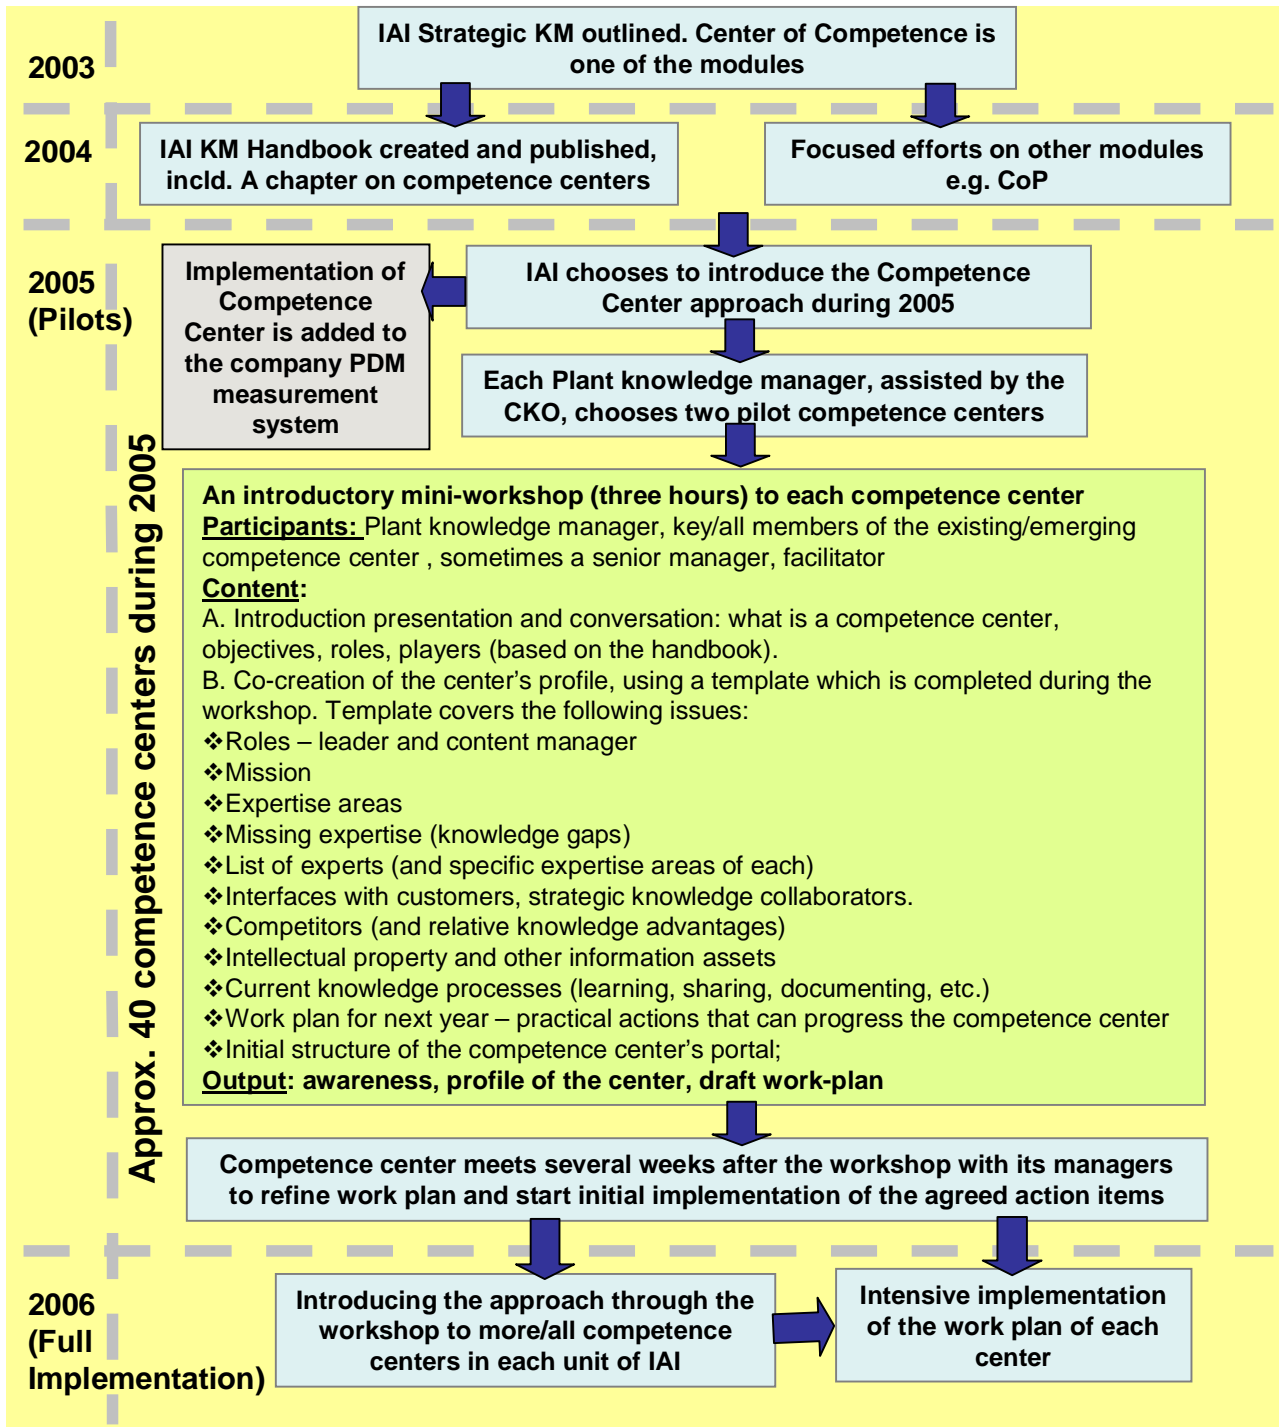 2003
IAI Strategic KM outlined. Center of Competence is
one of the modules
2004
IAI KM Handbook created and published,
incld. A chapter on competence centers
Focused efforts on other modules
e.g. CoP
2005
(Pilots)
Implementation of
Competence
Center is added to
the company PDM
measurement
system
IAI chooses to introduce the Competence
Center approach during 2005
Each Plant knowledge manager, assisted by the
CKO, chooses two pilot competence centers
Approx. 40 competence centers during 2005
An introductory mini-workshop (three hours) to each competence center
Participants: Plant knowledge manager, key/all members of the existing/emerging
competence center , sometimes a senior manager, facilitator
Content:
A. Introduction presentation and conversation: what is a competence center,
objectives, roles, players (based on the handbook).
B. Co-creation of the center’s profile, using a template which is completed during the
workshop. Template covers the following issues:
❖Roles – leader and content manager
❖Mission
❖Expertise areas
❖Missing expertise (knowledge gaps)
❖List of experts (and specific expertise areas of each)
❖Interfaces with customers, strategic knowledge collaborators.
❖Competitors (and relative knowledge advantages)
❖Intellectual property and other information assets
❖Current knowledge processes (learning, sharing, documenting, etc.)
❖Work plan for next year – practical actions that can progress the competence center
❖Initial structure of the competence center’s portal;
Output: awareness, profile of the center, draft work-plan
Competence center meets several weeks after the workshop with its managers
to refine work plan and start initial implementation of the agreed action items
2006
(Full
Implementation)
Introducing the approach through the
workshop to more/all competence
centers in each unit of IAI
Intensive implementation
of the work plan of each
center